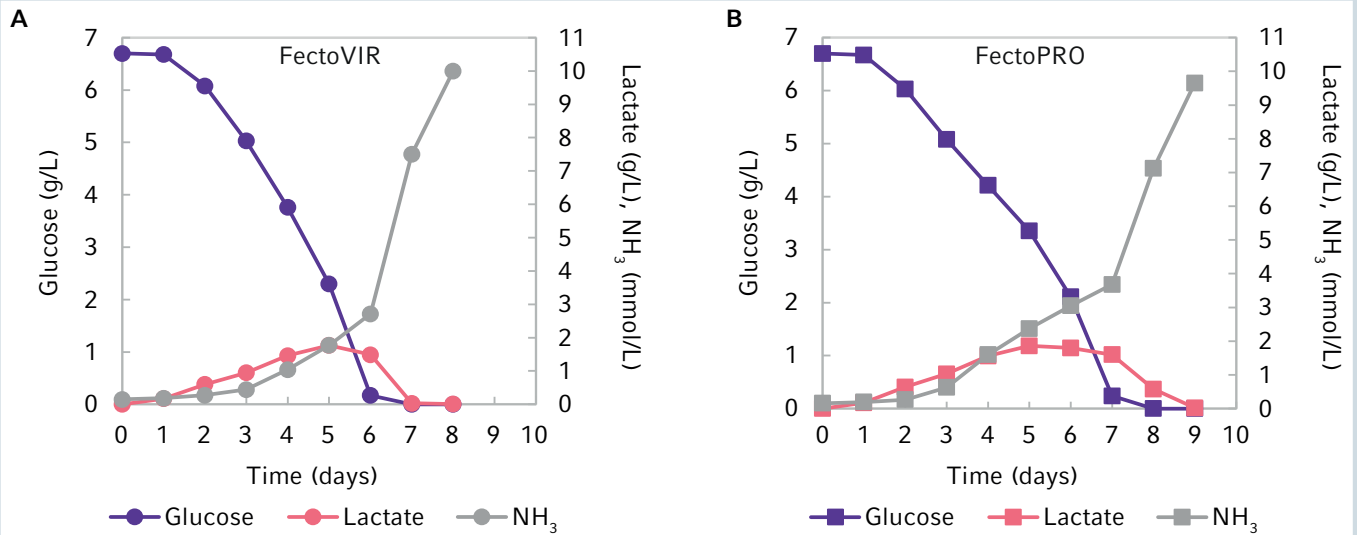 A
FectoVIR
Glucose (g/L)
7
6
5
4
3
2
1
0
11
10
9
8
7
6
5
4
3
2
1
0
Lactate (g/L), NH₃ (mmol/L)
0 1 2 3 4 5 6 7 8 9 10
Time (days)
Glucose Lactate NH₃
B
FectoPRO
Glucose (g/L)
7
6
5
4
3
2
1
0
11
10
9
8
7
6
5
4
3
2
1
0
Lactate (g/L), NH₃ (mmol/L)
0 1 2 3 4 5 6 7 8 9 10
Time (days)
Glucose Lactate NH₃